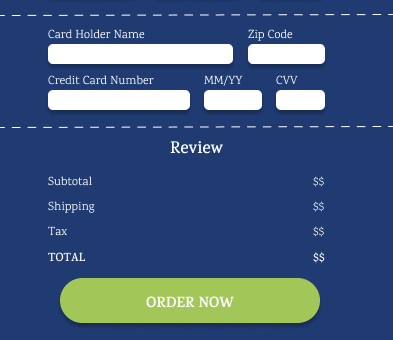 Card Holder Name Zip Code
Credit Card Number MM/YY CVV
Review
Subtotal $$
Shipping $$
Tax $$
TOTAL $$
ORDER NOW